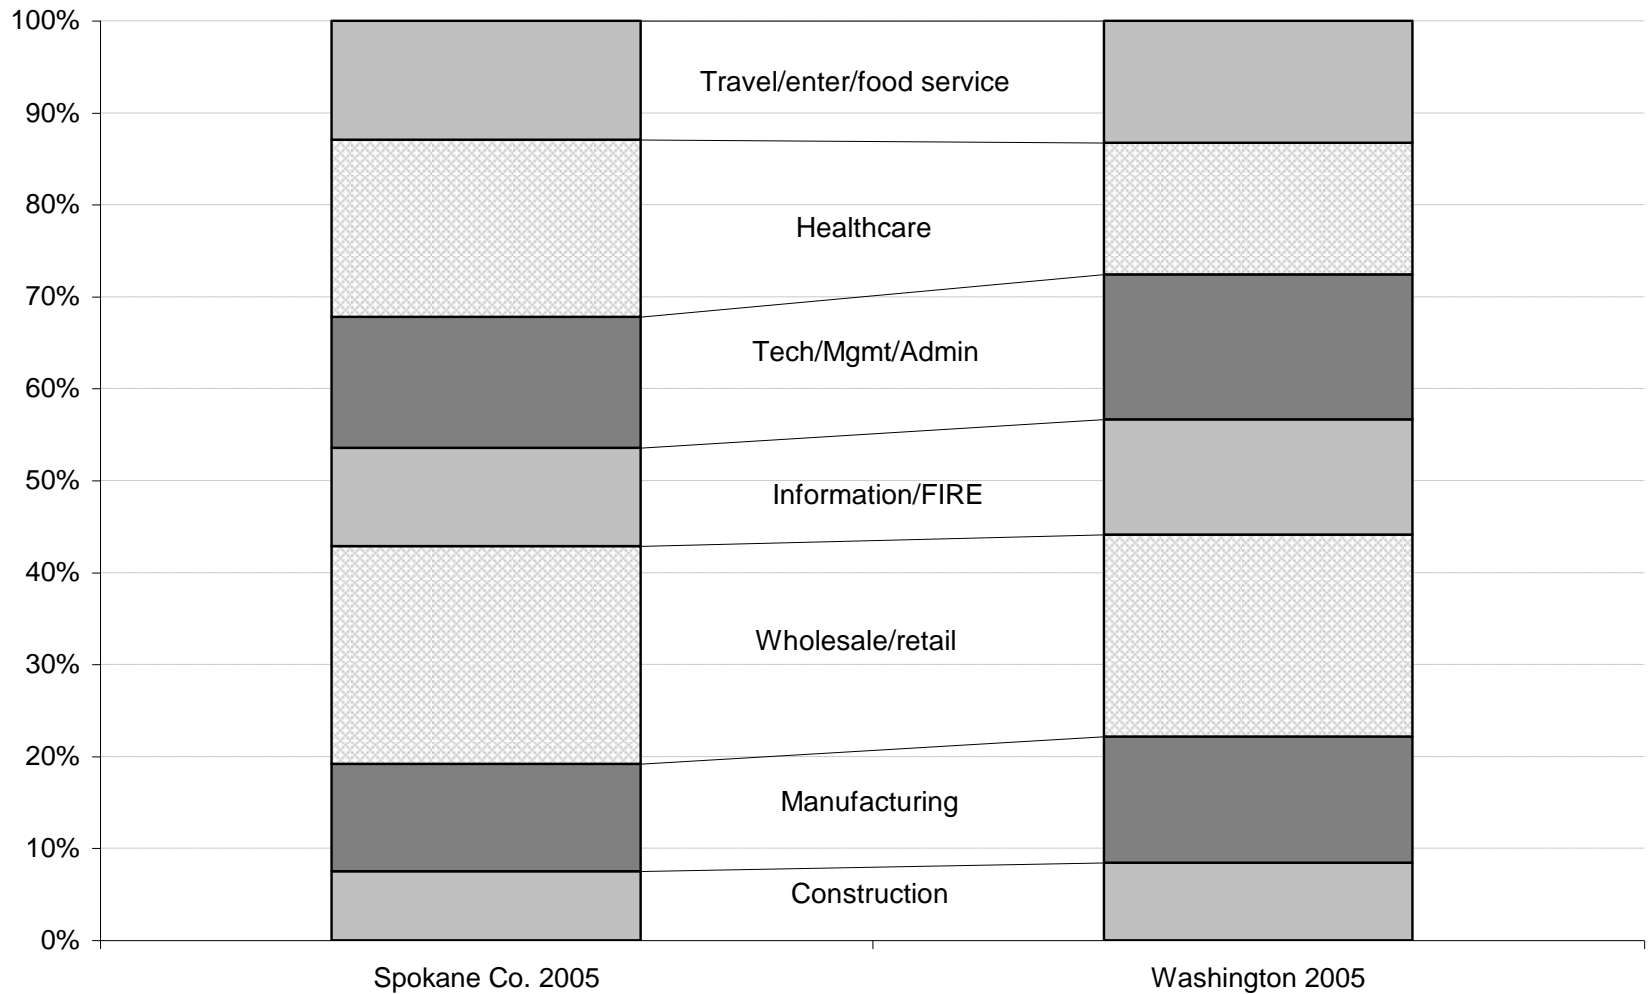 100%
90%
80%
70%
60%
50%
40%
30%
20%
10%
0%
Travel/enter/food service
Healthcare
Tech/Mgmt/Admin
Information/FIRE
Wholesale/retail
Manufacturing
Construction
Spokane Co. 2005
Washington 2005